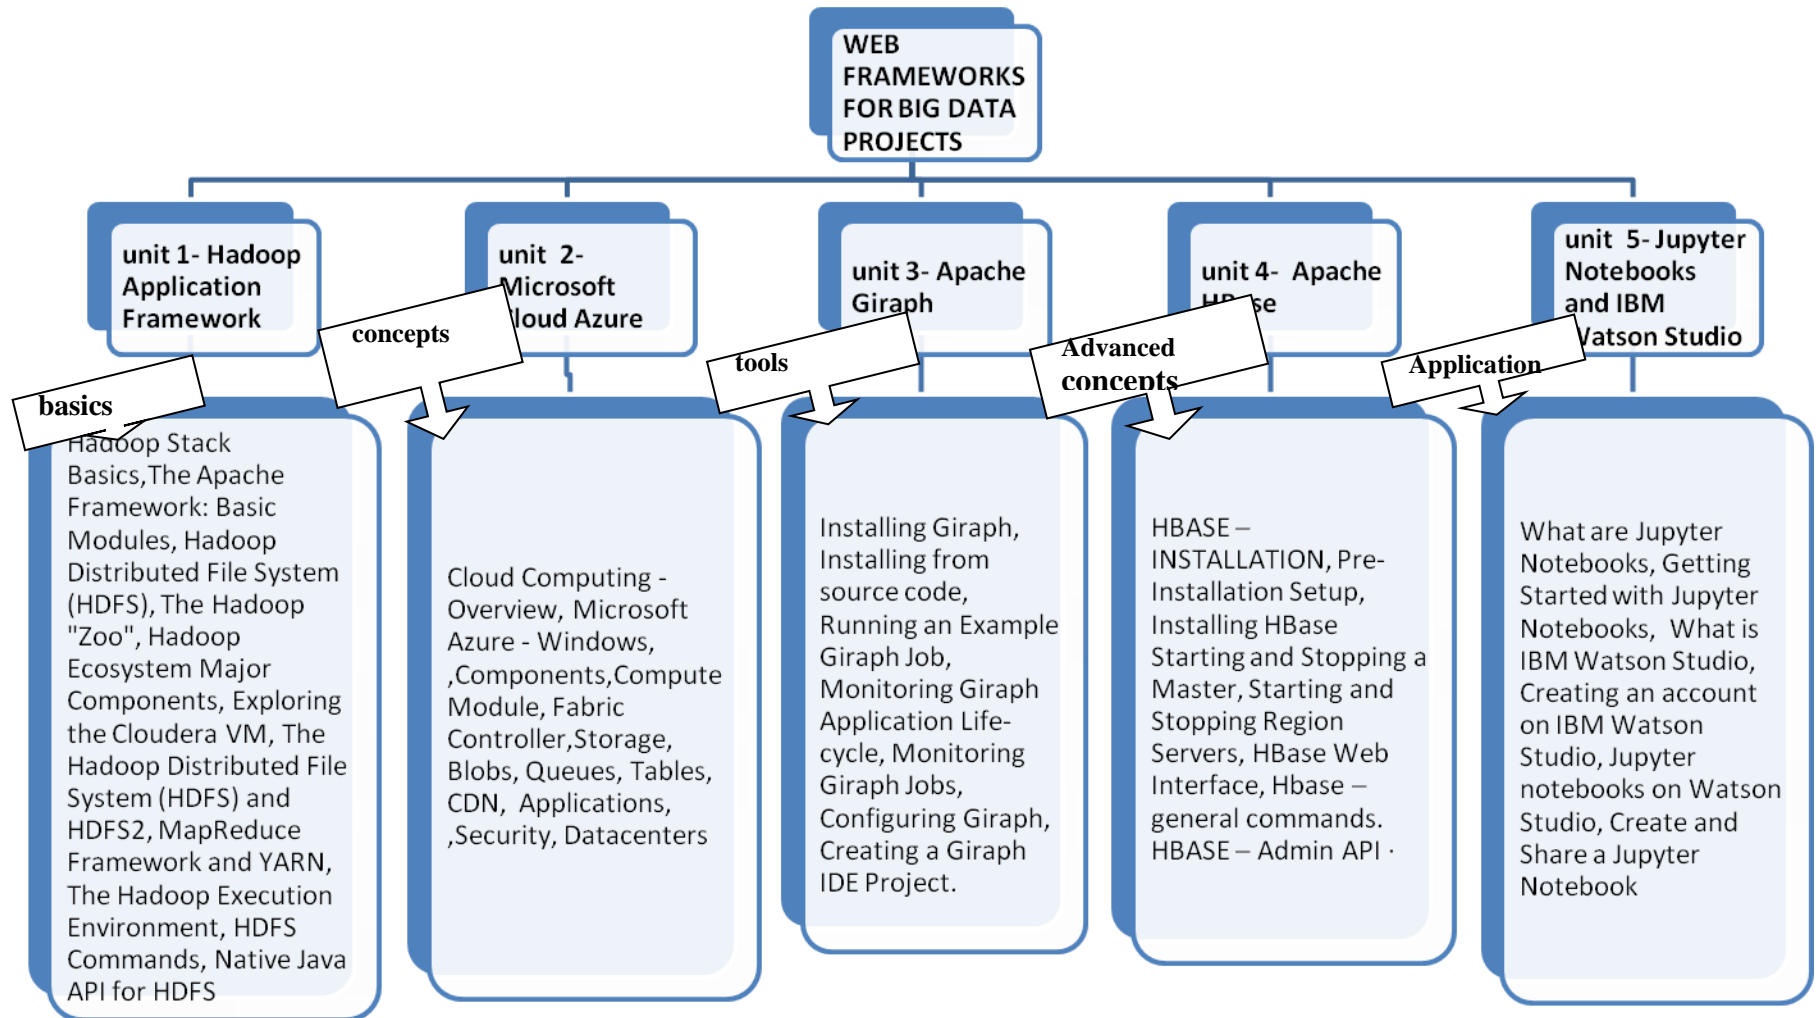 WEB
FRAMEWORKS
FOR BIG DATA
PROJECTS
unit 1- Hadoop
Application
Framework
unit  2-
Microsoft
Cloud Azure
unit 3- Apache
Giraph
unit 4-  Apache
HBase
unit  5- Jupyter
Notebooks
and IBM
Watson Studio
basics
concepts
tools
Advanced
concepts
Application
Hadoop Stack
Basics,The Apache
Framework: Basic
Modules, Hadoop
Distributed File System
(HDFS), The Hadoop
"Zoo", Hadoop
Ecosystem Major
Components, Exploring
the Cloudera VM, The
Hadoop Distributed File
System (HDFS) and
HDFS2, MapReduce
Framework and YARN,
The Hadoop Execution
Environment, HDFS
Commands, Native Java
API for HDFS
Cloud Computing -
Overview, Microsoft
Azure - Windows,
,Components,Compute
Module, Fabric
Controller,Storage,
Blobs, Queues, Tables,
CDN,  Applications,
,Security, Datacenters
Installing Giraph,
Installing from
source code,
Running an Example
Giraph Job,
Monitoring Giraph
Application Life-
cycle, Monitoring
Giraph Jobs,
Configuring Giraph,
Creating a Giraph
IDE Project.
HBASE –
INSTALLATION, Pre-
Installation Setup,
Installing HBase
Starting and Stopping a
Master, Starting and
Stopping Region
Servers, HBase Web
Interface, Hbase –
general commands.
HBASE – Admin API ·
What are Jupyter
Notebooks, Getting
Started with Jupyter
Notebooks,  What is
IBM Watson Studio,
Creating an account
on IBM Watson
Studio, Jupyter
notebooks on Watson
Studio, Create and
Share a Jupyter
Notebook